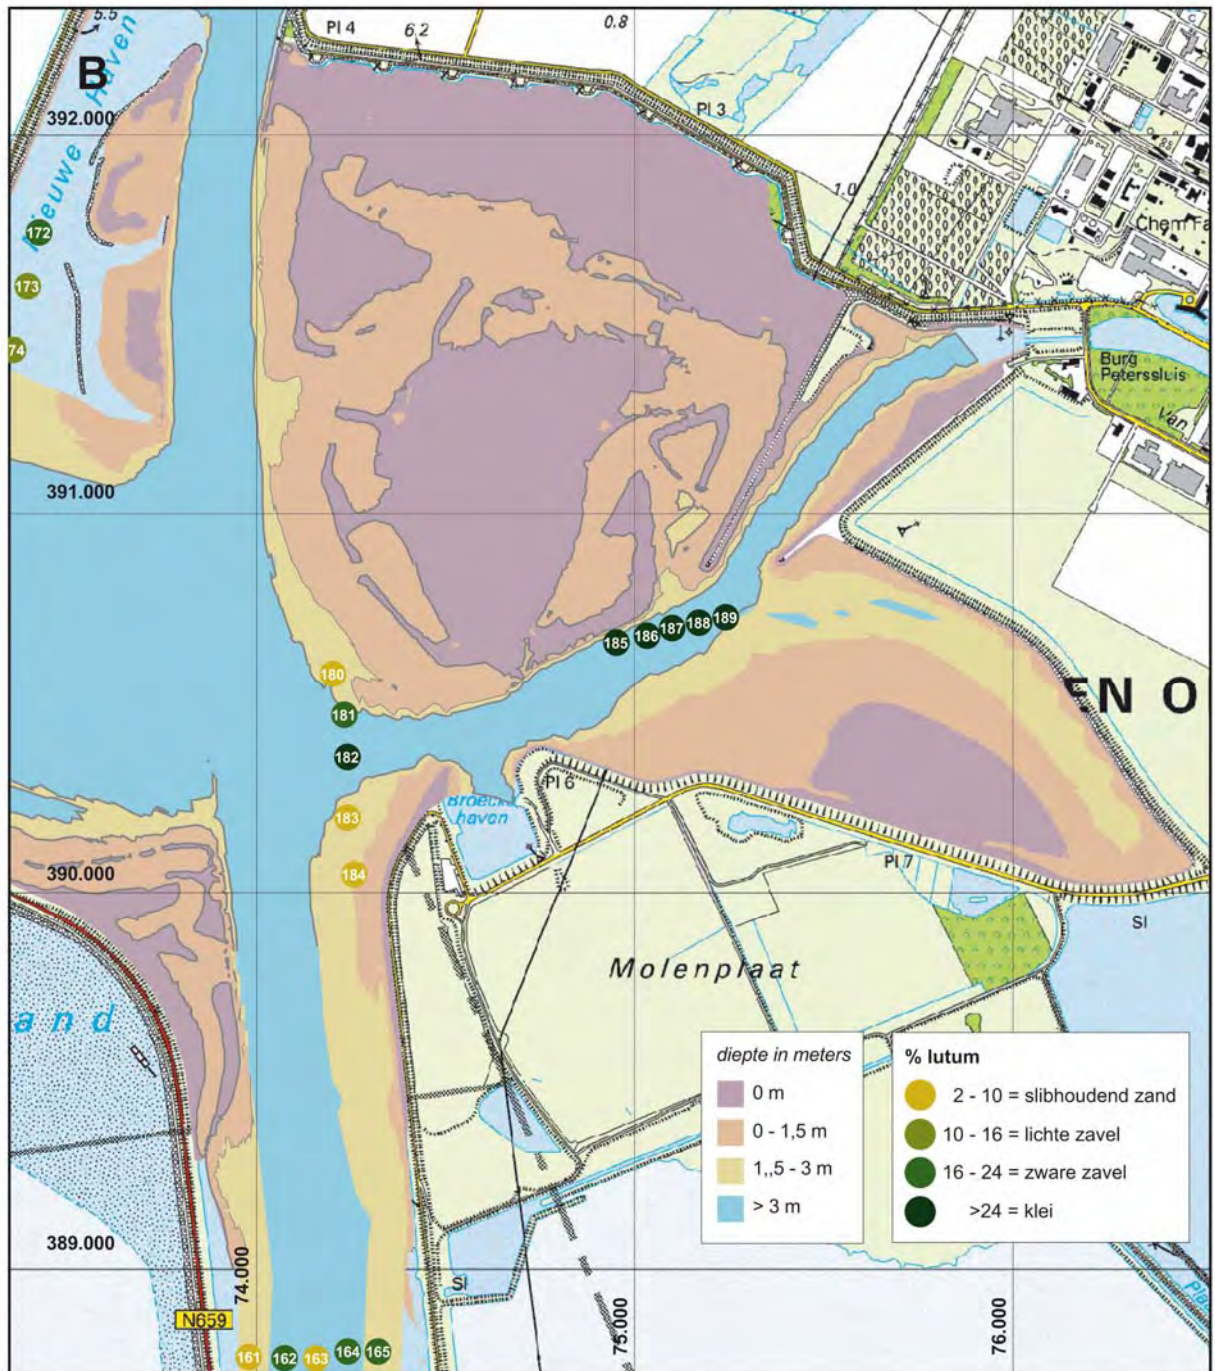 5.5
Pl 4
6.2
0.8
B
Nieuwe Haven
392.000
Pl 3
1.0
172
Chem Fa
173
74
Burg
Peterssluis
Van
391.000
185
186
187
188
189
180
181
EN O
182
Pl 6
183
haven
184
Pl 7
390.000
Sl
Molenplaat
and
diepte in meters
0 m
0 - 1,5 m
1,,5 - 3 m
> 3 m
% lutum
2 - 10 = slibhoudend zand
10 - 16 = lichte zavel
16 - 24 = zware zavel
>24 = klei
389.000
74.000
75.000
76.000
Sl
N659
161
162
163
164
165